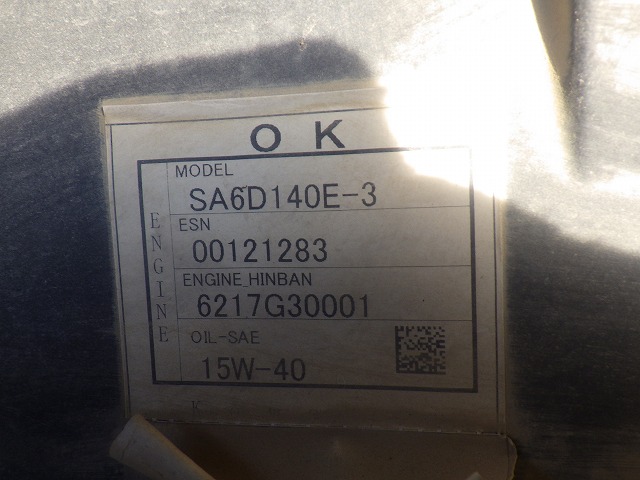 O K
ENGINE
MODEL
SA6D140E-3
ESN
00121283
ENGINE HINBAN
6217G30001
OIL-SAE
15W-40
K